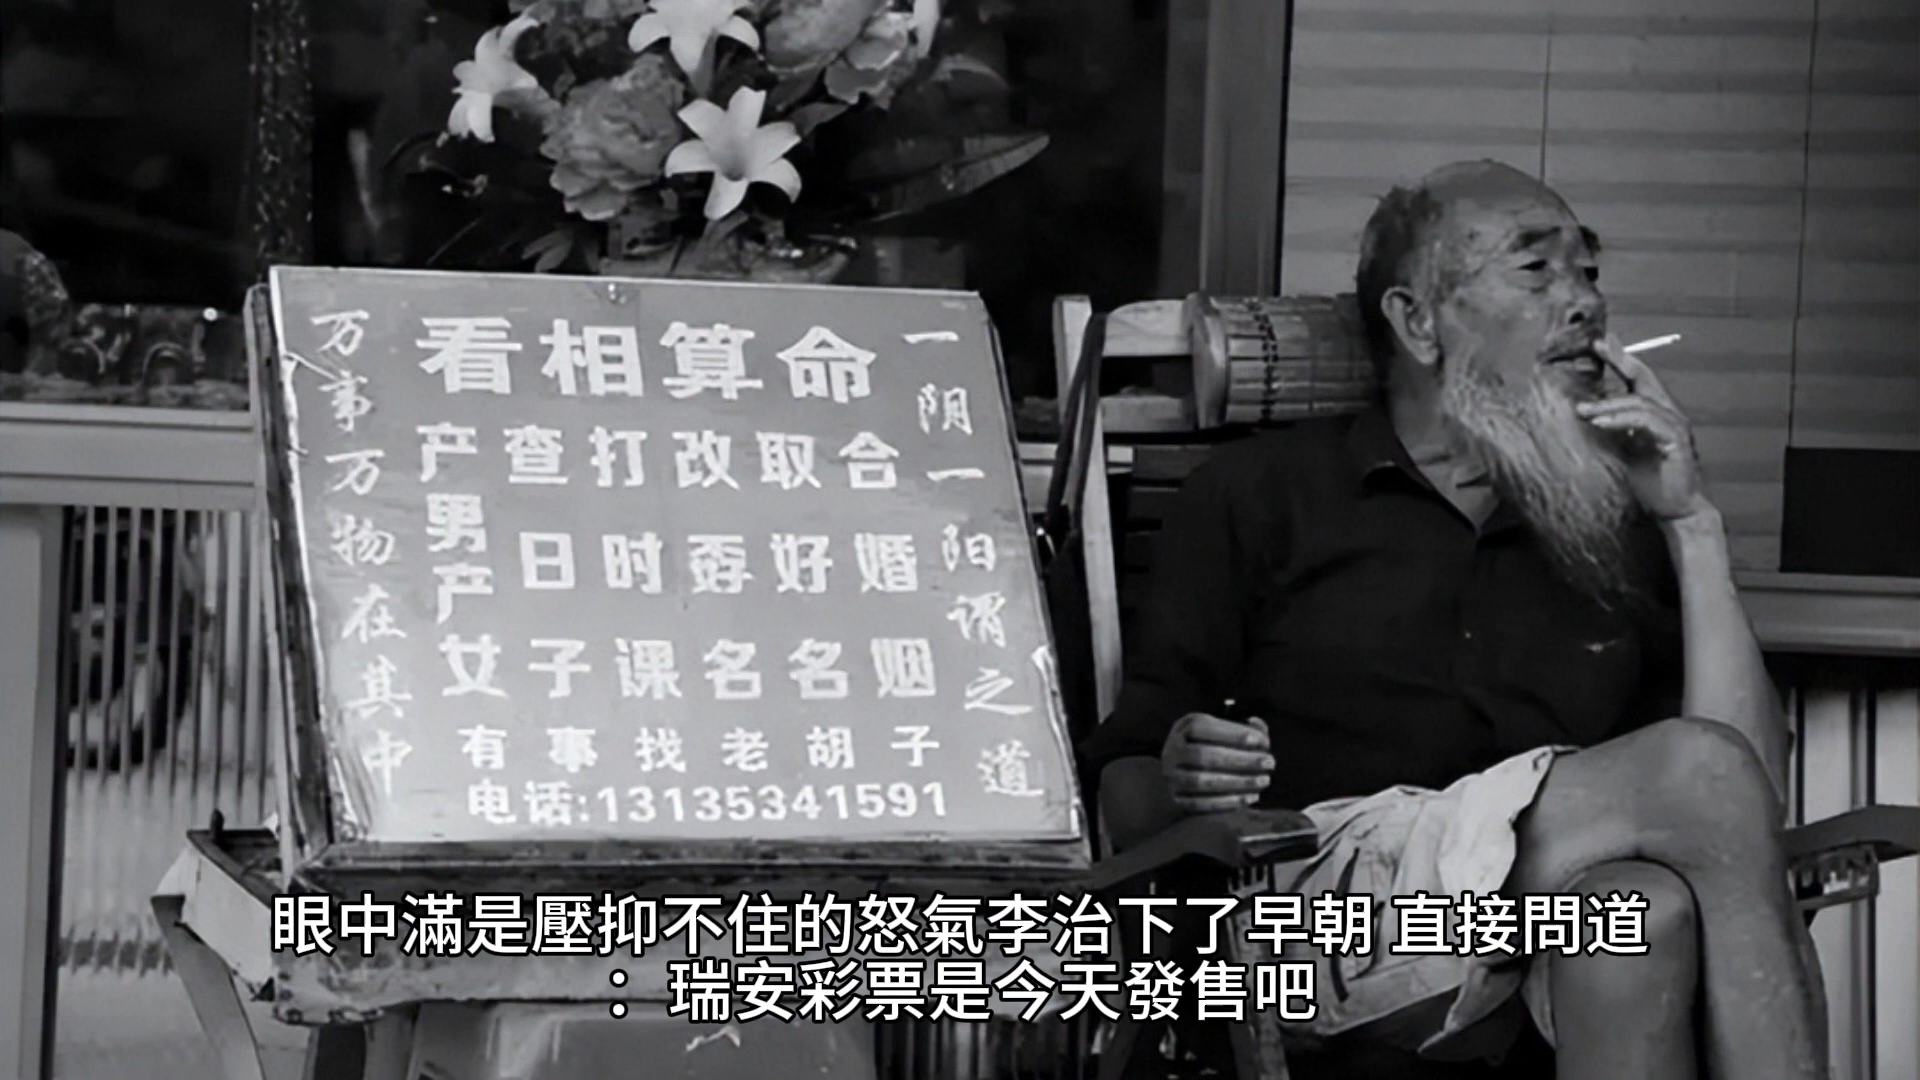 看相算命
一阴一阳谓之道
合婚姻
取好名
改孬名
打时课
查日子
产男产女
万事万物在其中
有事找老胡子
电话:13135341591
眼中滿是壓抑不住的怒氣李治下了早朝 直接問道
：瑞安彩票是今天發售吧